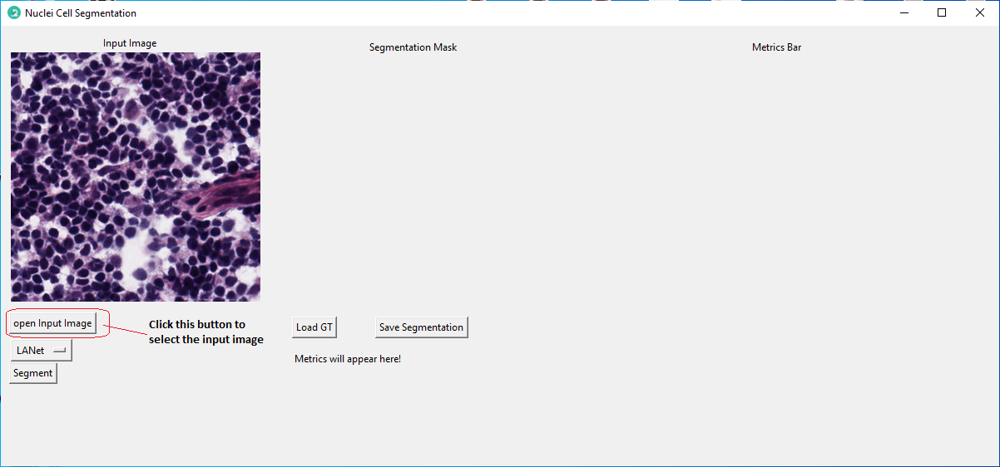 Nuclei Cell Segmentation
Input Image
Segmentation Mask
Metrics Bar
open Input Image
Click this button to
select the input image
Load GT
Save Segmentation
LANet
Metrics will appear here!
Segment